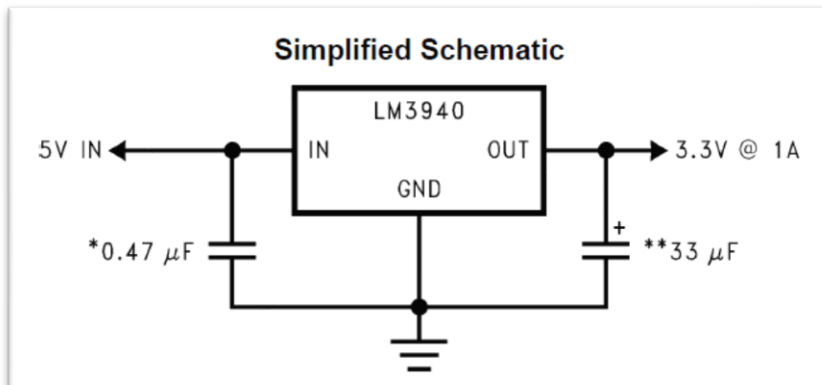 Simplified Schematic
LM3940
5V IN
IN
OUT
3.3V @ 1A
GND
+
*0.47 μF
**33 μF